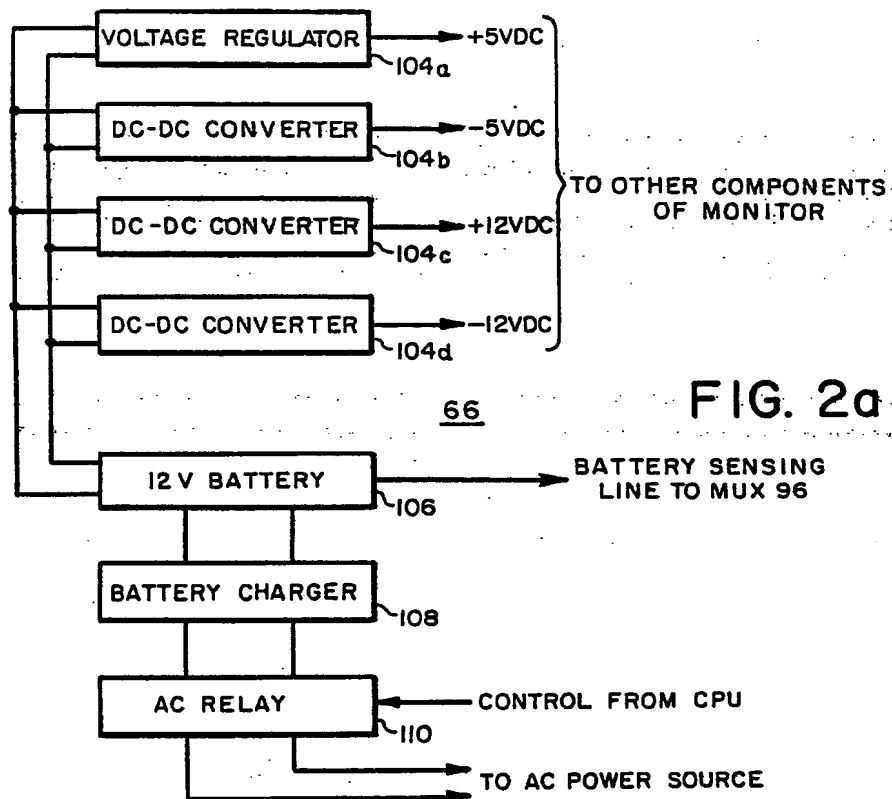 VOLTAGE REGULATOR
104a
+5VDC
DC-DC CONVERTER
104b
-5VDC
DC-DC CONVERTER
104c
+12VDC
DC-DC CONVERTER
104d
-12VDC
TO OTHER COMPONENTS
OF MONITOR
66
FIG. 2a
12V BATTERY
106
BATTERY SENSING
LINE TO MUX 96
BATTERY CHARGER
108
AC RELAY
110
CONTROL FROM CPU
TO AC POWER SOURCE